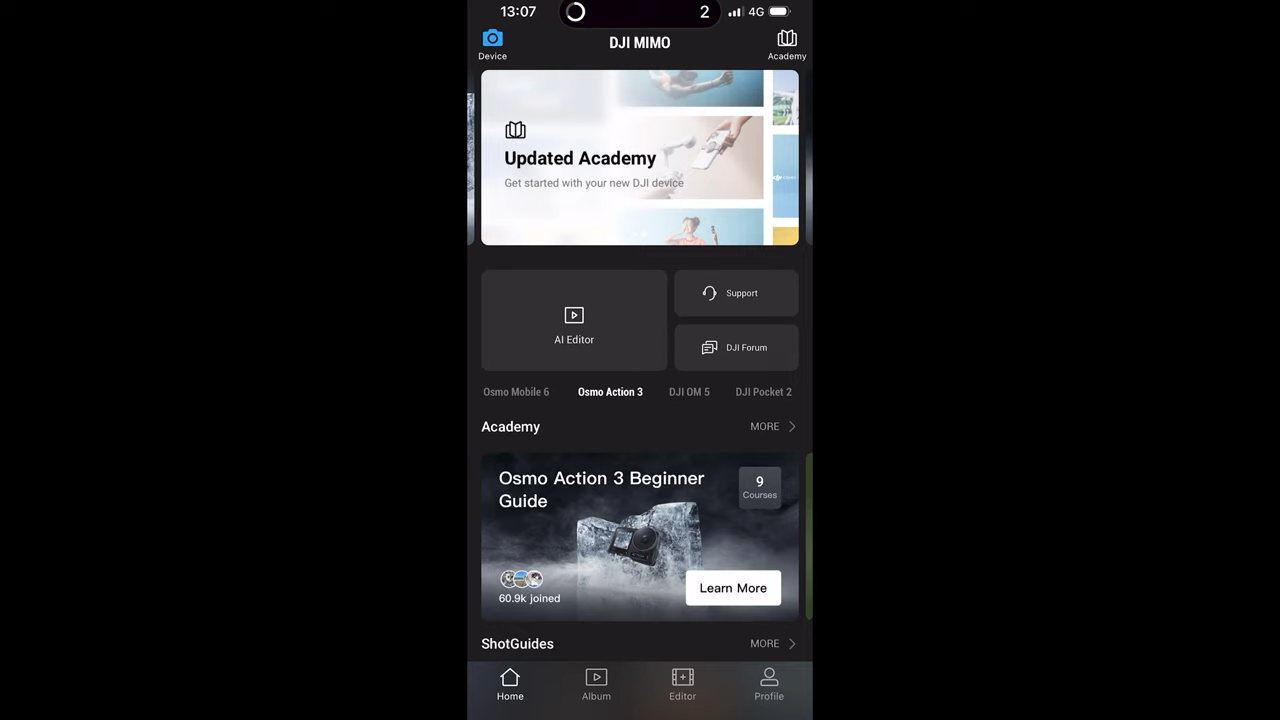 13:07
2
4G
Device
DJI MIMO
Academy
Updated Academy
Get started with your new DJI device
AI Editor
Support
DJI Forum
Osmo Mobile 6
Osmo Action 3
DJI OM 5
DJI Pocket 2
Academy
MORE
Osmo Action 3 Beginner
Guide
9
Courses
60.9k joined
Learn More
ShotGuides
MORE
Home
Album
Editor
Profile